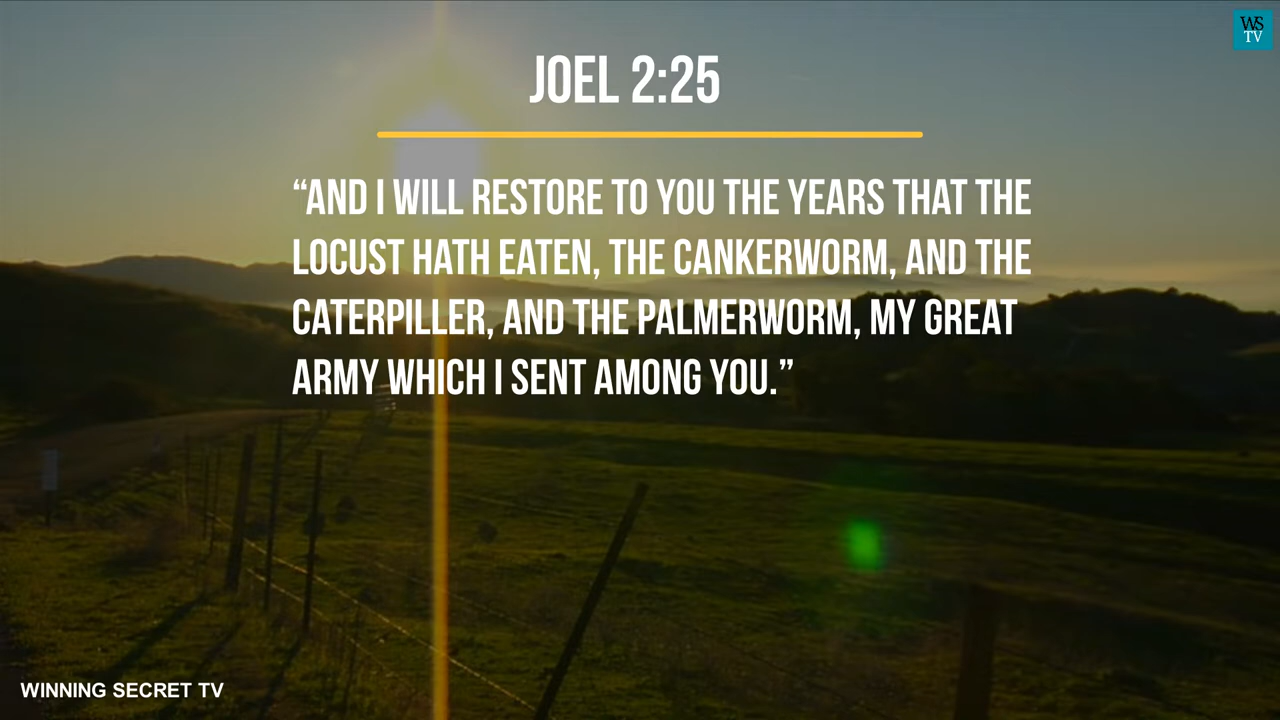 WS
TV
JOEL 2:25
“AND I WILL RESTORE TO YOU THE YEARS THAT THE
LOCUST HATH EATEN, THE CANKERWORM, AND THE
CATERPILLER, AND THE PALMERWORM, MY GREAT
ARMY WHICH I SENT AMONG YOU.”
WINNING SECRET TV